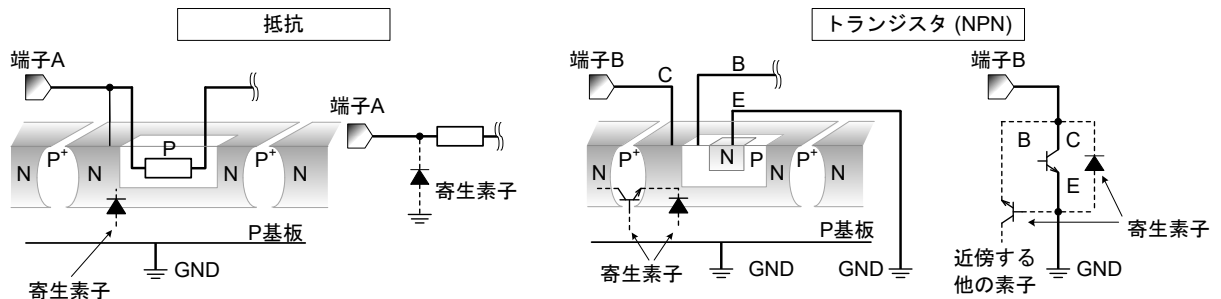 抵抗
端子A
P
N
P+
N
N
P+
N
P基板
寄生素子
GND
端子A
寄生素子
トランジスタ (NPN)
端子B
C
B
E
N
P+
N
N
P
N
P+
N
P基板
寄生素子
GND
GND
端子B
B
C
E
寄生素子
近傍する
他の素子
GND